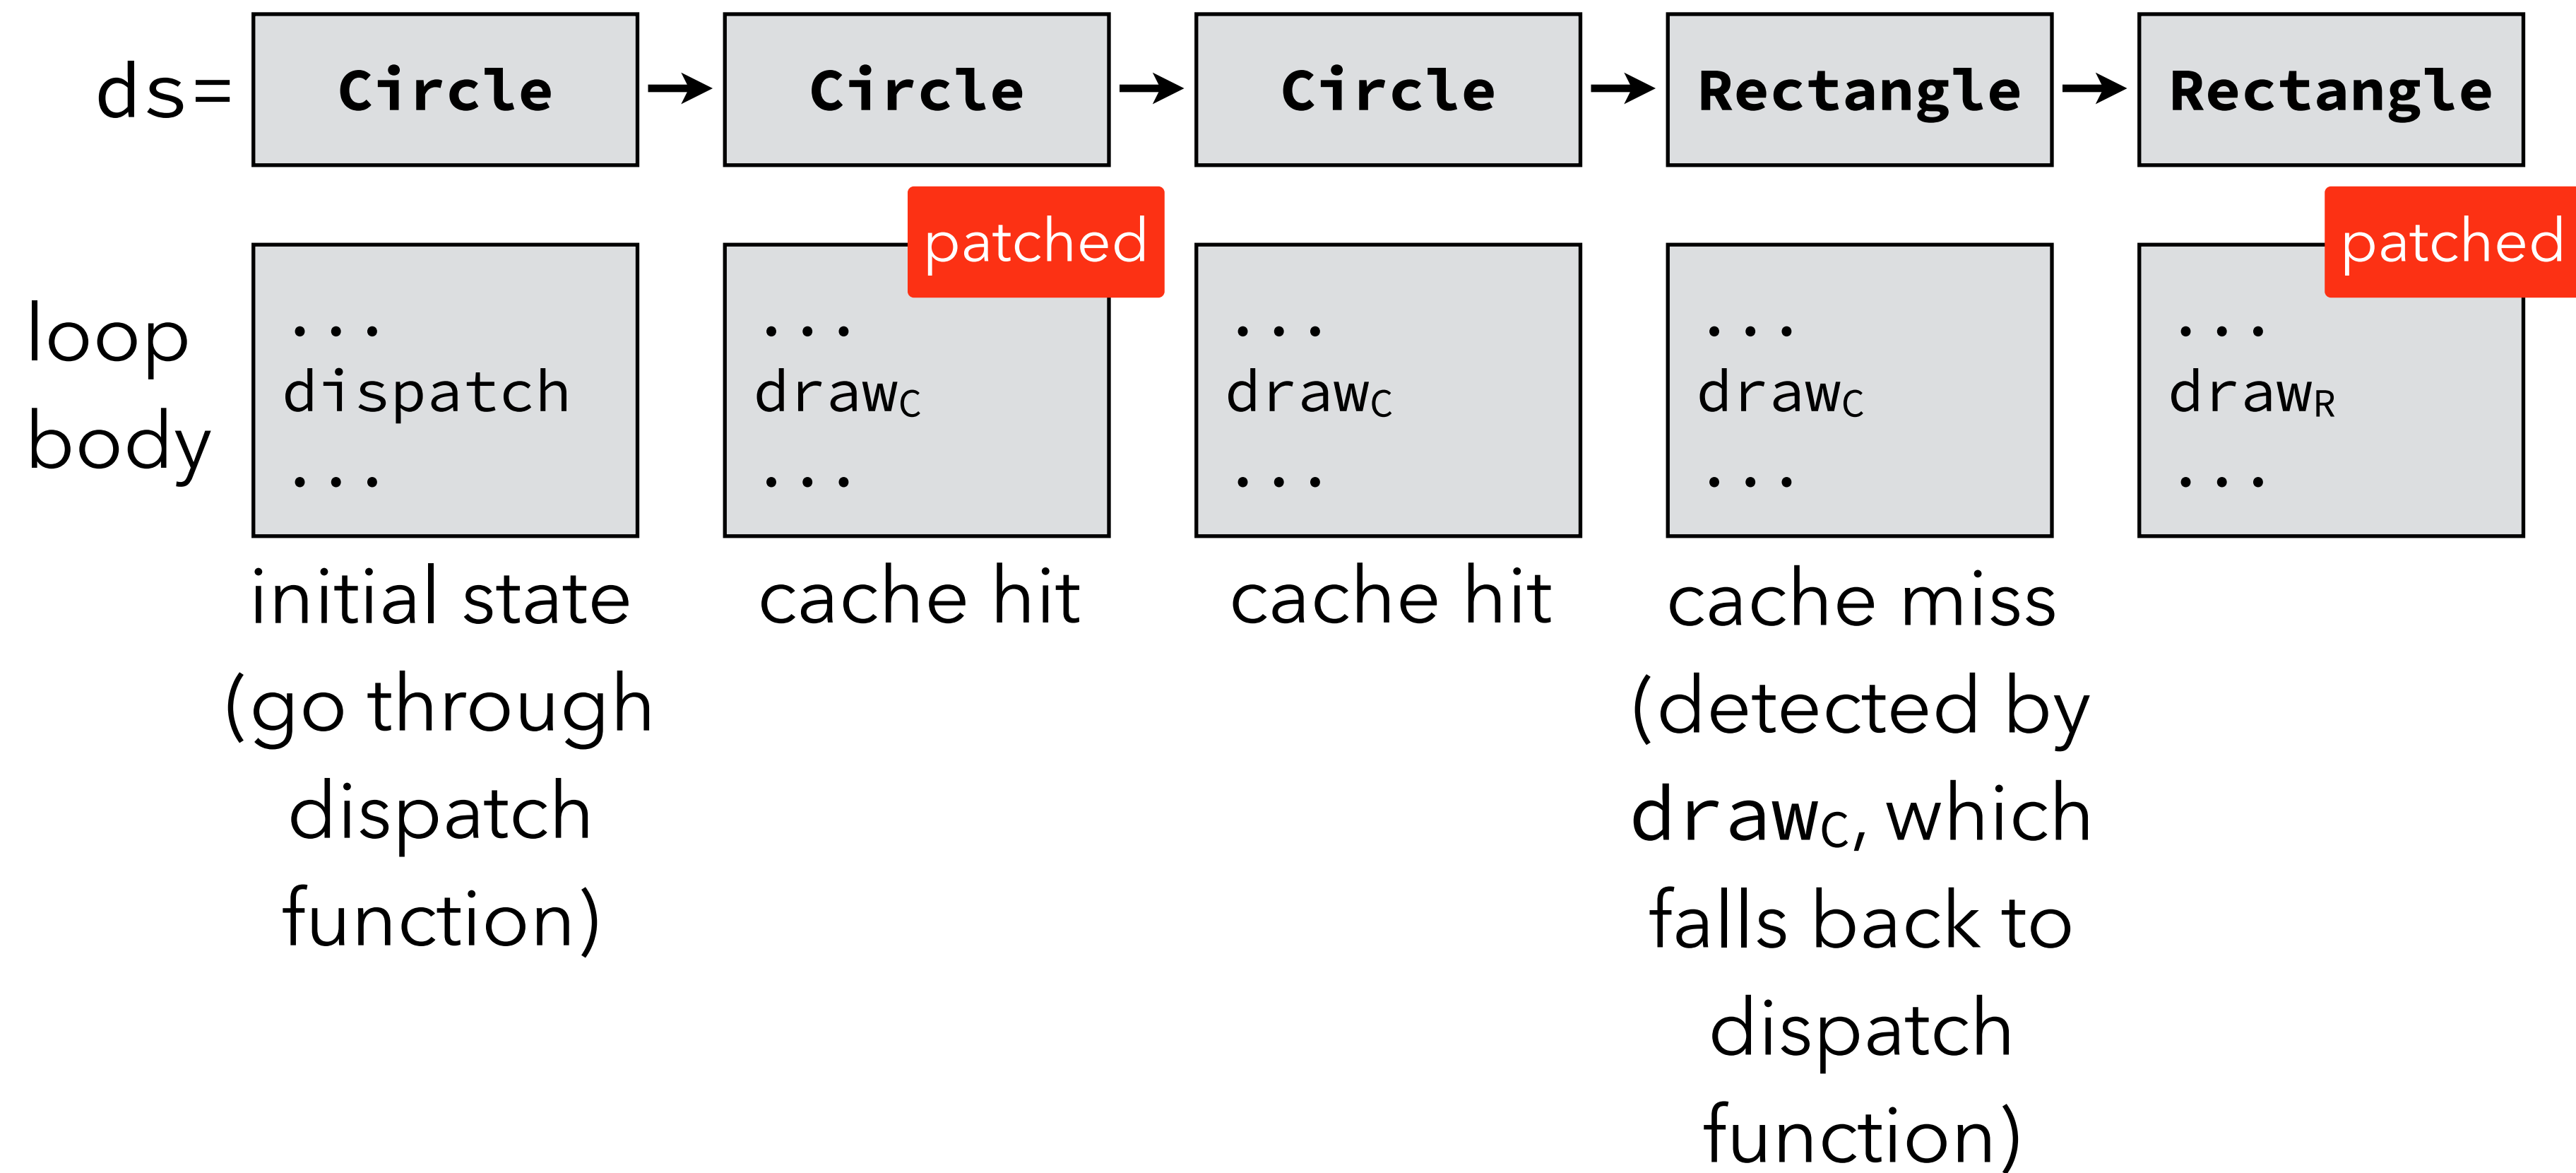 ds= Circle → Circle → Circle → Rectangle → Rectangle
patched patched
loop body
...
dispatch
...
...
drawC
...
...
drawC
...
...
drawC
...
...
drawR
...
initial state
(go through
dispatch
function)
cache hit
cache hit
cache miss
(detected by
drawC, which
falls back to
dispatch
function)